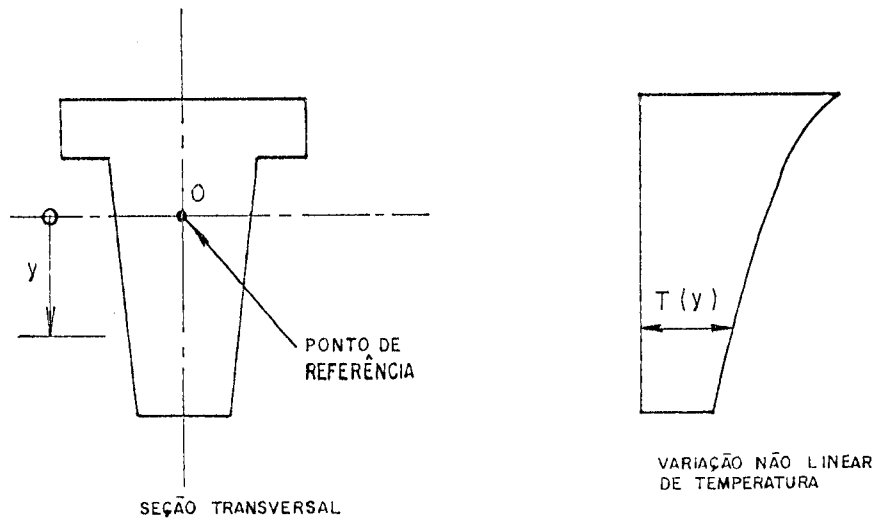 O
y
PONTO DE
REFERÊNCIA
SEÇÃO TRANSVERSAL
T(y)
VARIAÇÃO NÃO LINEAR
DE TEMPERATURA